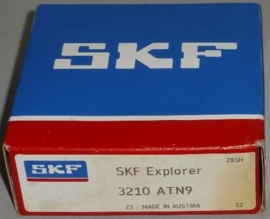 SKF
285H
SKF SKF Explorer
3210 ATN9
23 MADE IN AUSTRIA 52